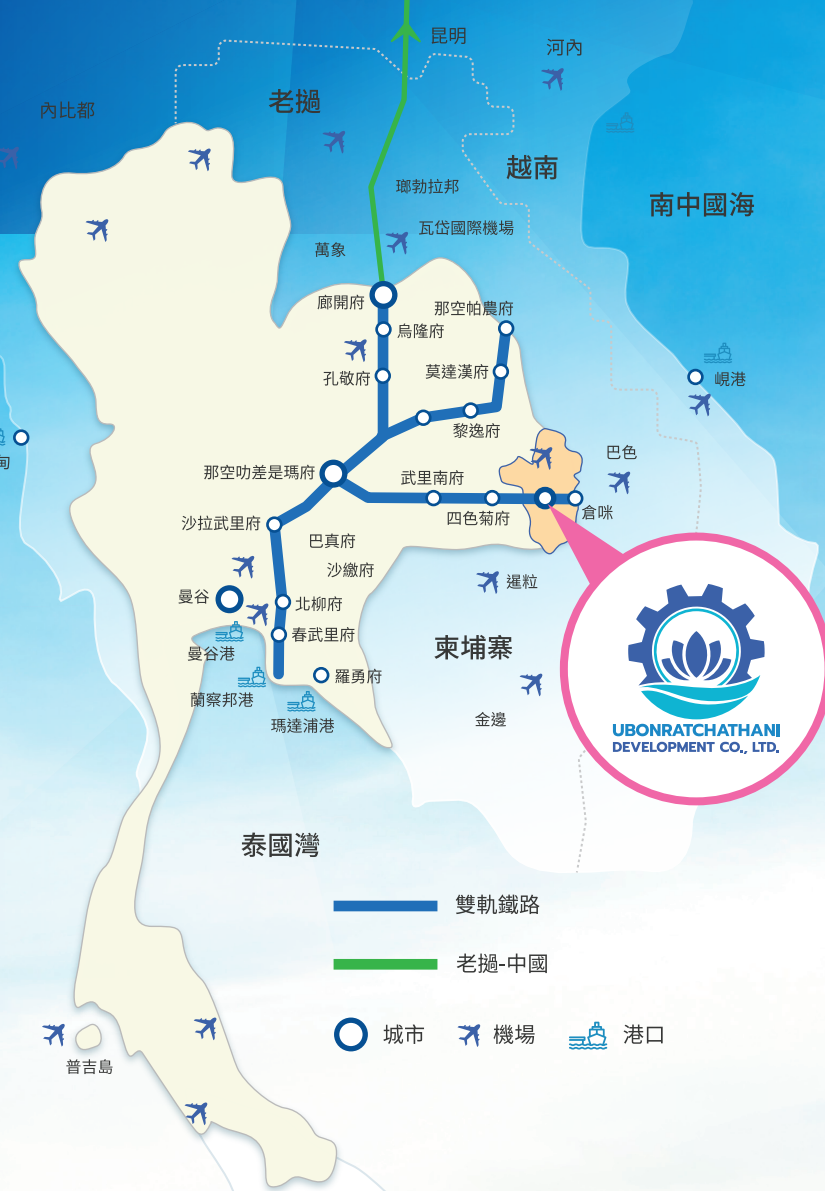 昆明
河內
老撾
內比都
越南
瑯勃拉邦
南中國海
瓦岱國際機場
萬象
廊開府
那空帕農府
烏隆府
莫達漢府
孔敬府
峴港
黎逸府
甸
巴色
那空叻差是瑪府
武里南府
四色菊府
倉咪
沙拉武里府
巴真府
沙繳府
暹粒
曼谷
北柳府
春武里府
柬埔寨
曼谷港
羅勇府
蘭察邦港
瑪達浦港
金邊
UBONRATCHATHANI
DEVELOPMENT CO., LTD.
泰國灣
雙軌鐵路
老撾-中國
城市
機場
港口
普吉島